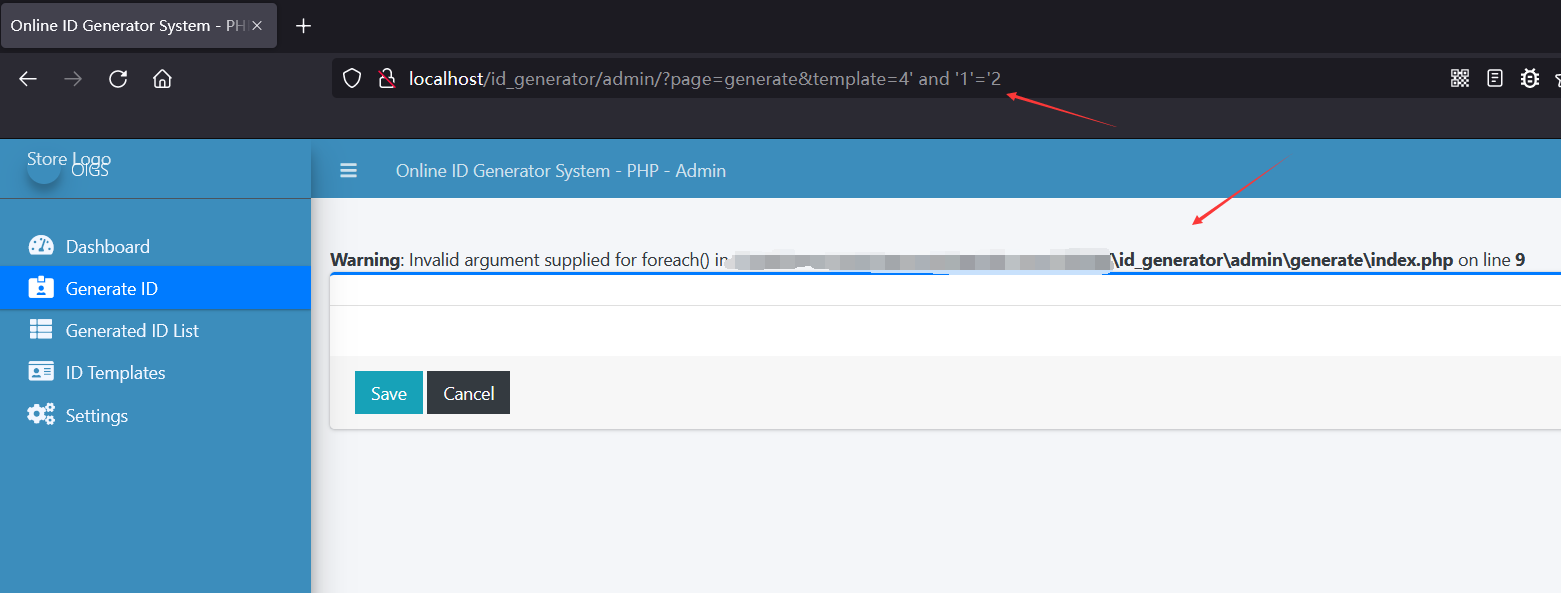 Online ID Generator System - PH
localhost/id_generator/admin/?page=generate&template=4' and '1'='2
Store Logo
OIGS
Online ID Generator System - PHP - Admin
Dashboard
Generate ID
Generated ID List
ID Templates
Settings
Warning: Invalid argument supplied for foreach() in \id_generator\admin\generate\index.php on line 9
Save
Cancel